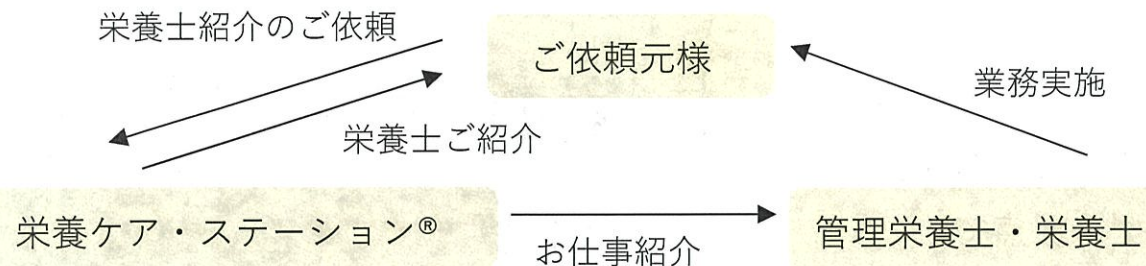 栄養士紹介のご依頼
ご依頼元様
業務実施
栄養士ご紹介
栄養ケア・ステーション®
お仕事紹介
管理栄養士・栄養士